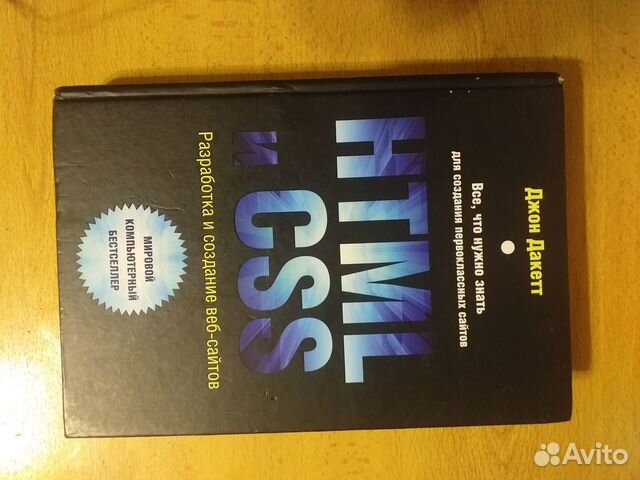 Джон Дакетт
Все, что нужно знать
для создания первоклассных сайтов
HTML
и CSS
Разработка и создание веб-сайтов
МИРОВОЙ
КОМПЬЮТЕРНЫЙ
БЕСТСЕЛЛЕР
Avito